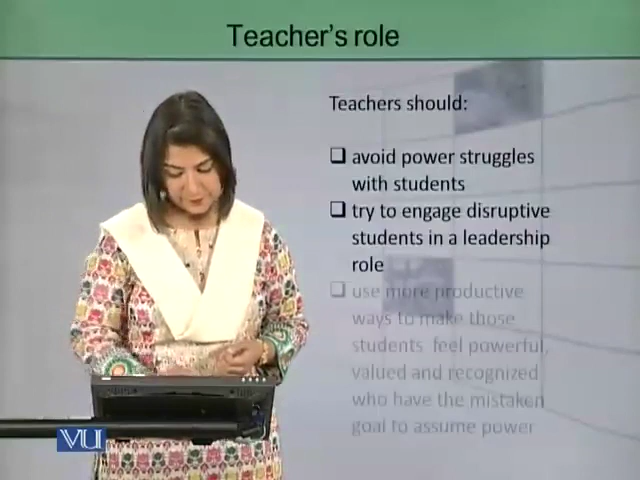 Teacher's role
Teachers should:
❑ avoid power struggles
with students
❑ try to engage disruptive
students in a leadership
role
❑ use more productive
ways to make those
students feel powerful,
valued and recognized
who have the mistaken
goal to assume power
VU